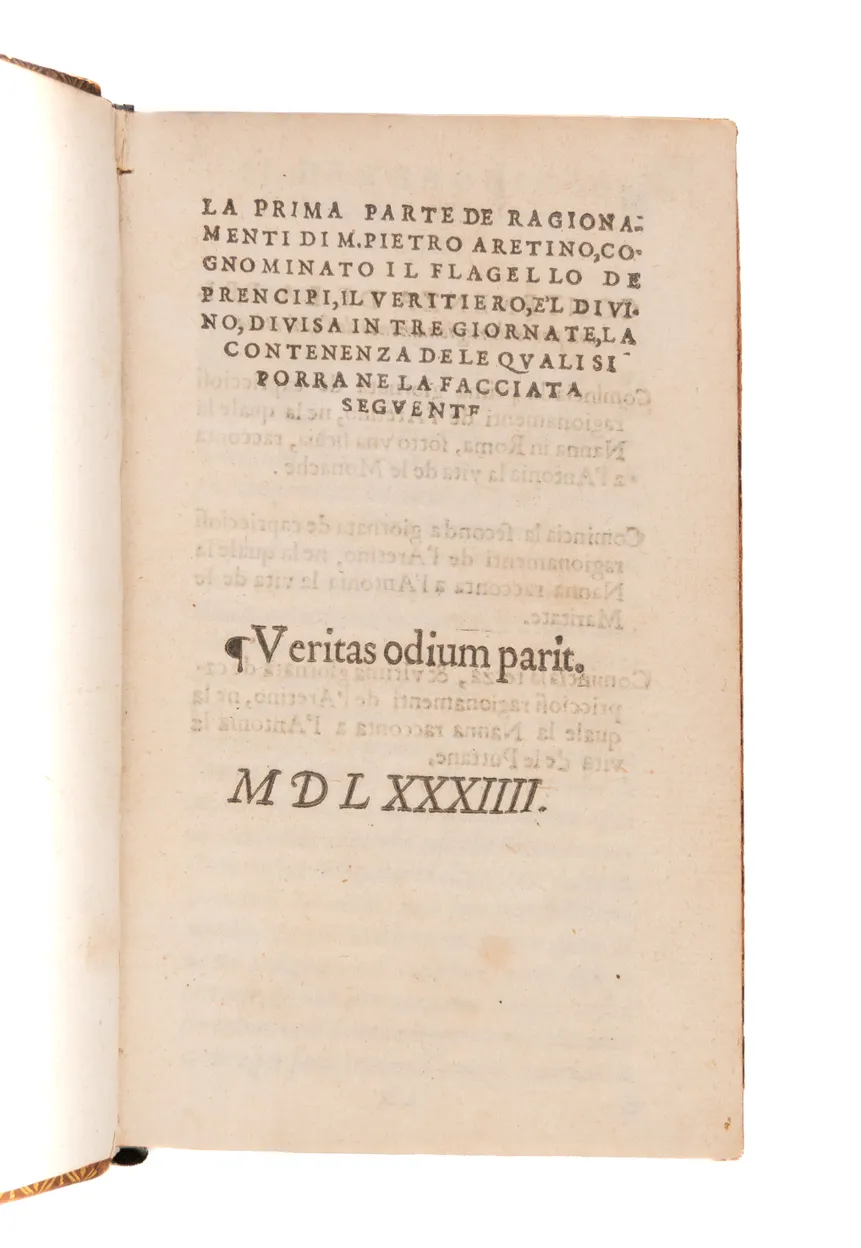 LA PRIMA PARTE DE RAGIONA-
MENTI DI M. PIETRO ARETINO, CO-
GNOMINATO IL FLAGELLO DE
PRENCIPI, IL VERITIERO, E'L DIVI-
NO, DIVISA IN TRE GIORNATE, LA
CONTENENZA DE LE QVALI SI
PORRA NE LA FACCIATA
SEGVENTE
¶Veritas odium parit.
MDLXXXIIII.